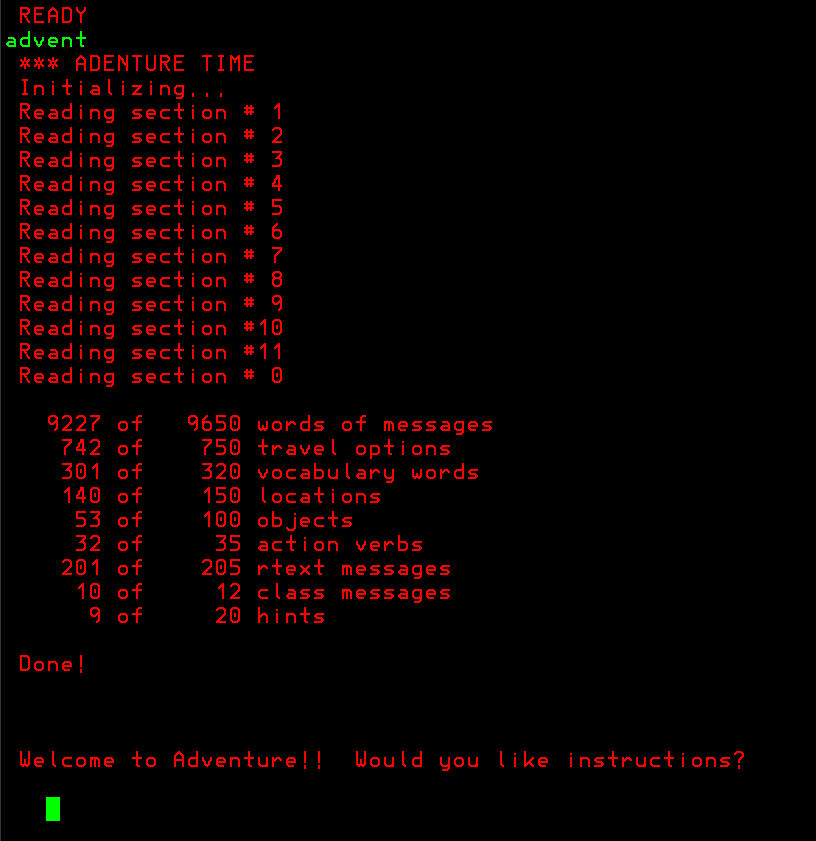 READY
advent
*** ADENTURE TIME
Initializing...
Reading section # 1
Reading section # 2
Reading section # 3
Reading section # 4
Reading section # 5
Reading section # 6
Reading section # 7
Reading section # 8
Reading section # 9
Reading section #10
Reading section #11
Reading section # 0
9227 of 9650 words of messages
742 of 750 travel options
301 of 320 vocabulary words
140 of 150 locations
53 of 100 objects
32 of 35 action verbs
201 of 205 rtext messages
10 of 12 class messages
9 of 20 hints
Done!
Welcome to Adventure!! Would you like instructions?